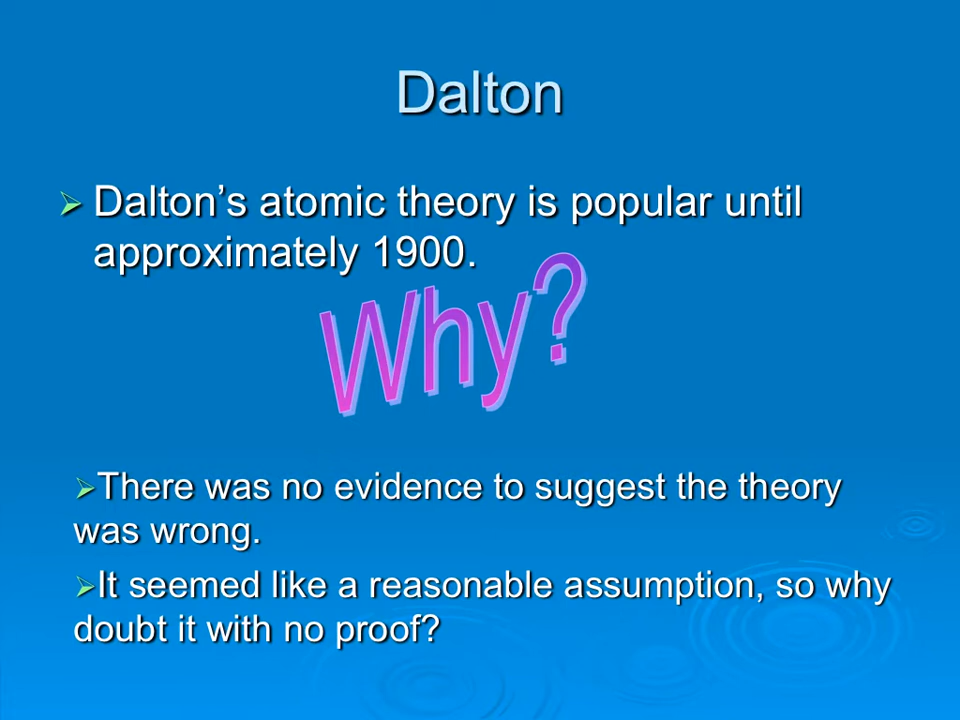 Dalton
➢ Dalton’s atomic theory is popular until
approximately 1900.
Why?
➢There was no evidence to suggest the theory
was wrong.
➢It seemed like a reasonable assumption, so why
doubt it with no proof?